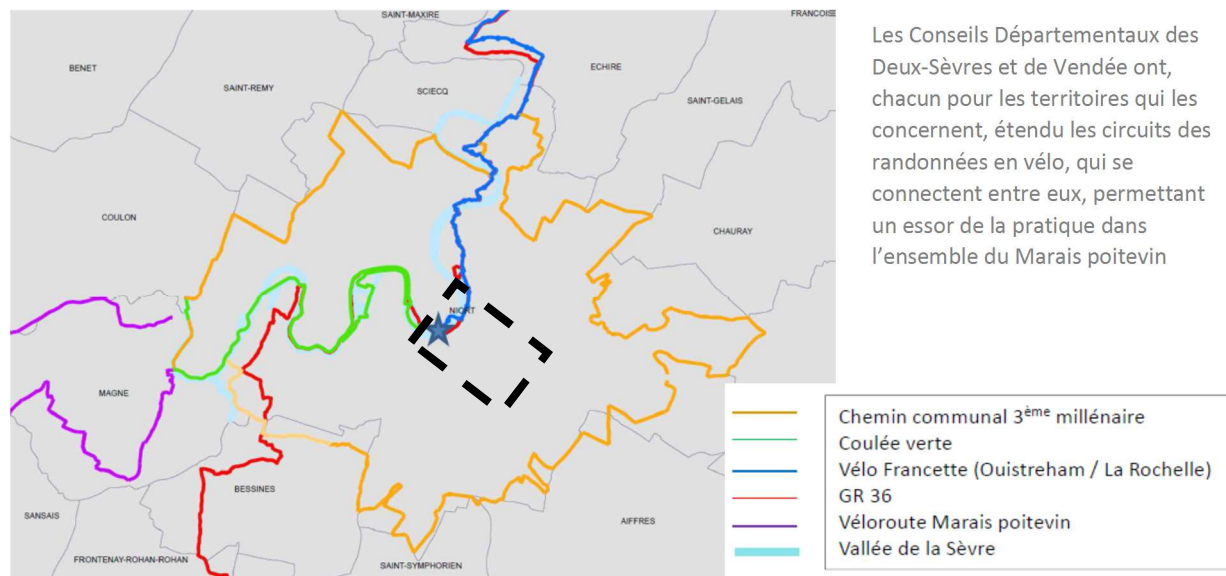 SAINT-MAXIRE
BENET
ECHIRE
SAINT-REMY
SCIECQ
SAINT-GELAIS
COULON
CHAURAY
NIORT
MAGNE
BESSINES
SANSAIS
AIFFRES
FRONTENAY-ROHAN-ROHAN
SAINT-SYMPHORIEN
Les Conseils Départementaux des
Deux-Sèvres et de Vendée ont,
chacun pour les territoires qui les
concernent, étendu les circuits des
randonnées en vélo, qui se
connectent entre eux, permettant
un essor de la pratique dans
l'ensemble du Marais poitevin
Chemin communal 3ème millénaire
Coulée verte
Vélo Francette (Ouistreham / La Rochelle)
GR 36
Véloroute Marais poitevin
Vallée de la Sèvre